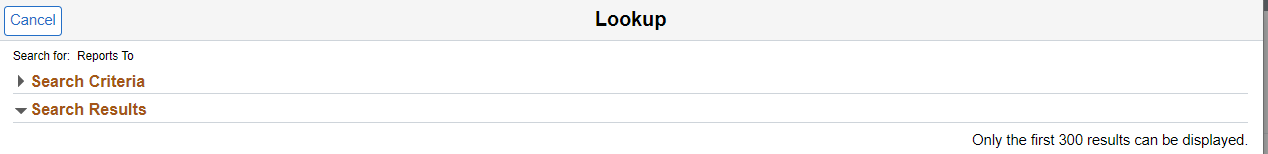 Cancel
Lookup
Search for: Reports To
Search Criteria
Search Results
Only the first 300 results can be displayed.